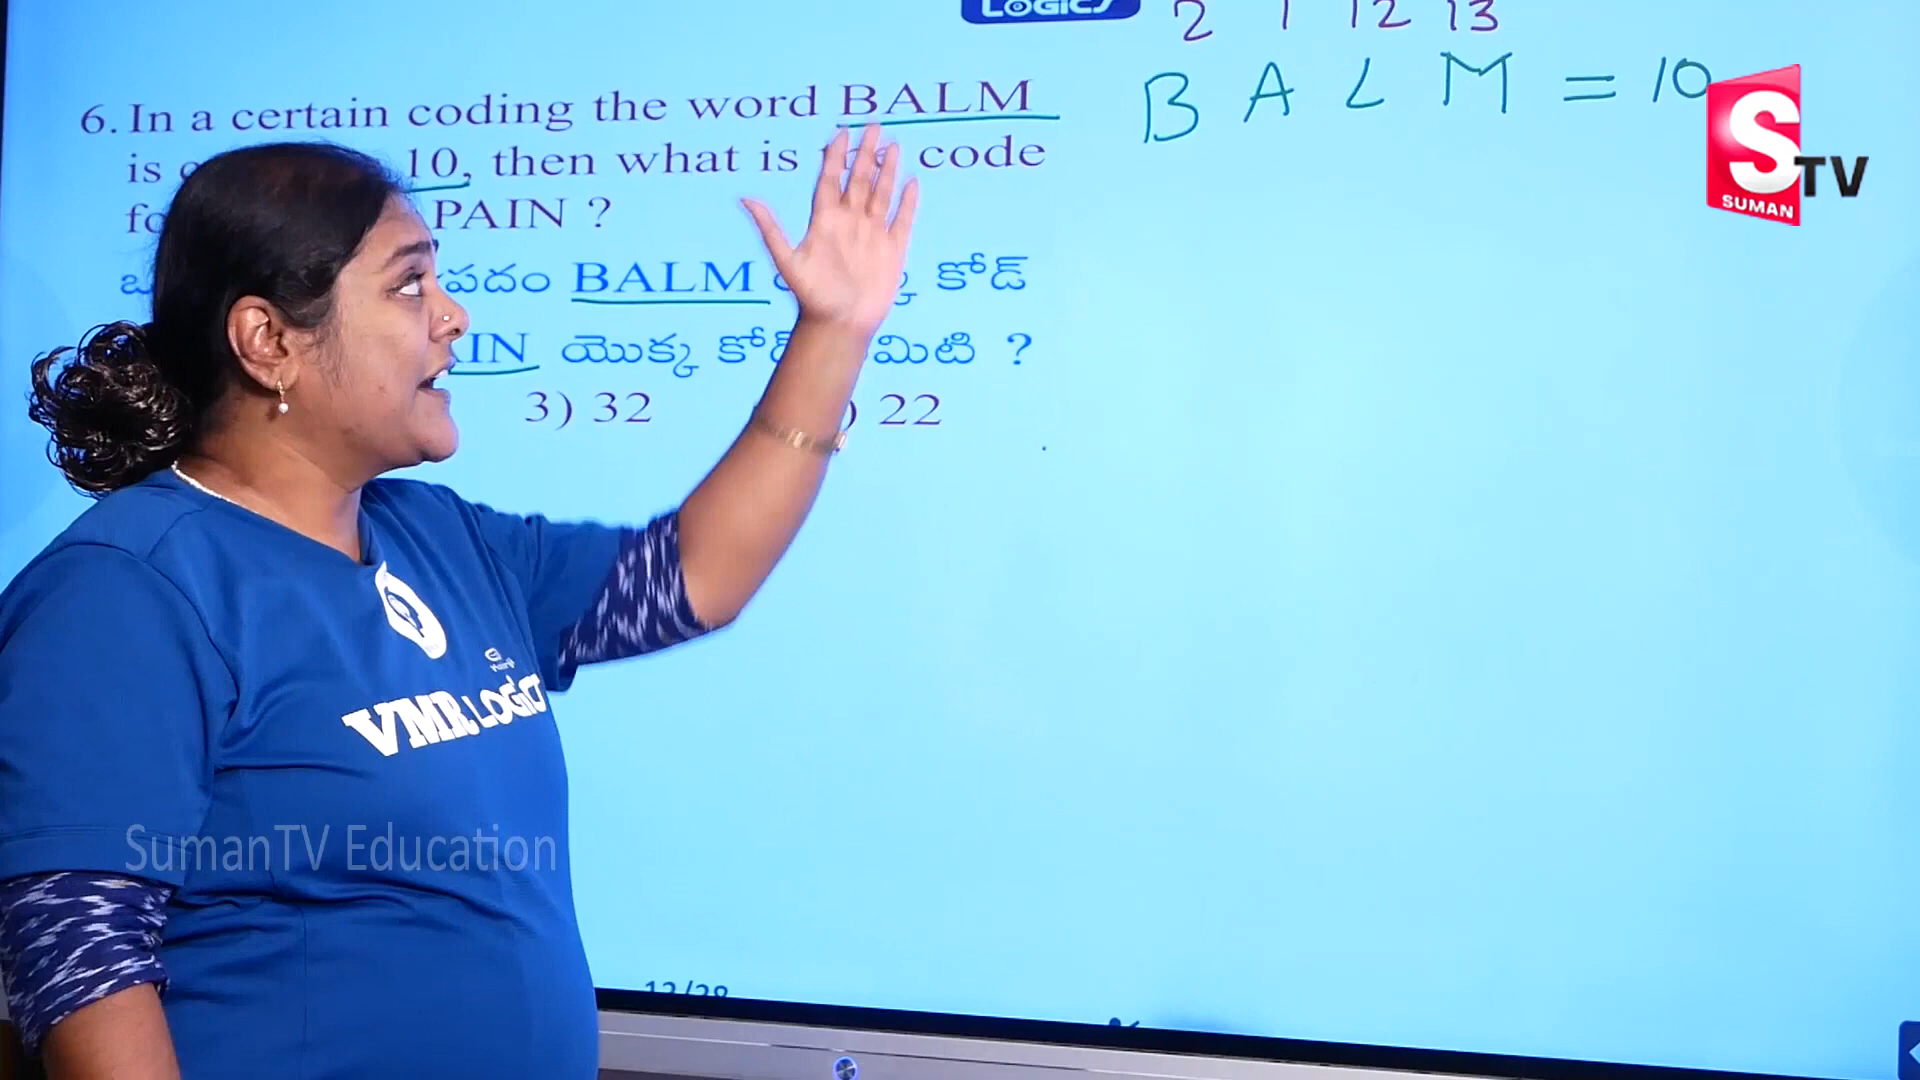 LOGICS
2 1 12 13
B A L M = 10
S TV
SUMAN
6. In a certain coding the word BALM
is 10, then what is the code
PAIN ?
పదం BALM కోడ్
IN యొక్క కోడ్ ?
3) 32 22
VMR LOGICS
SumanTV Education